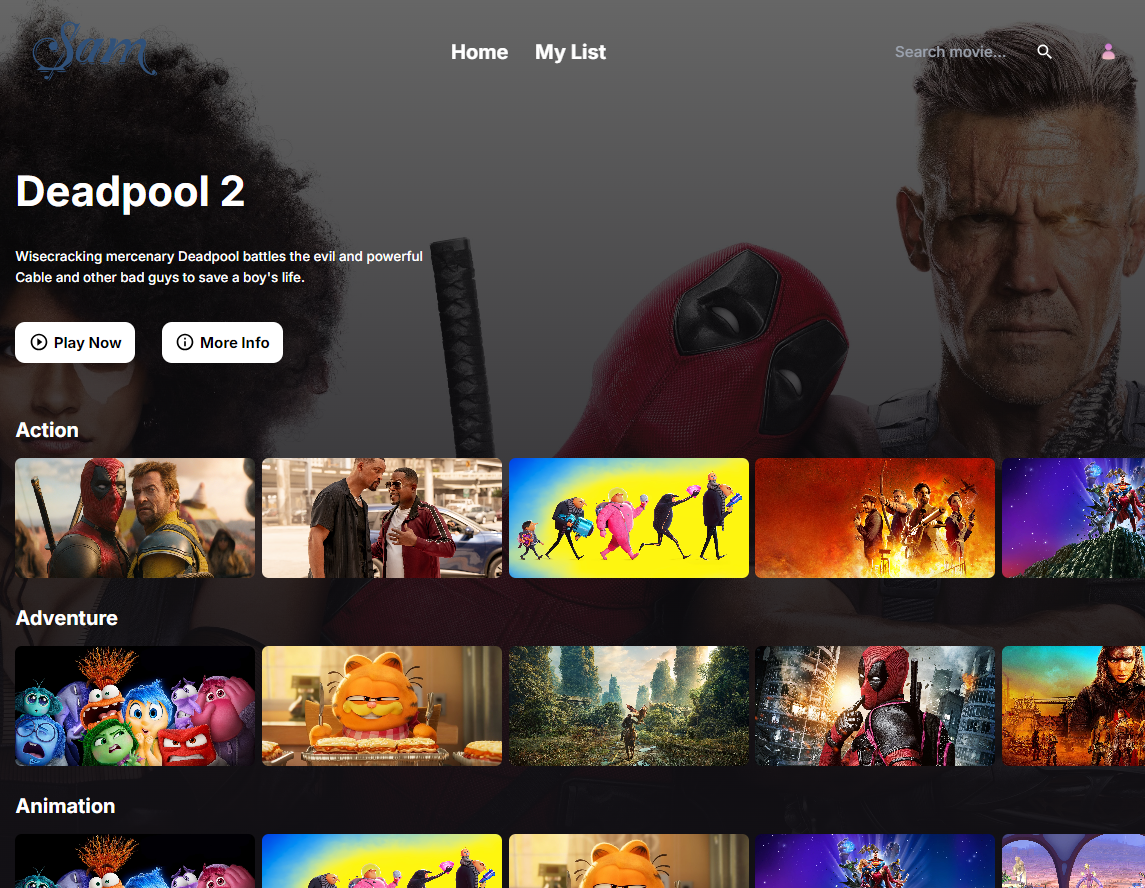 Sam
Home
My List
Search movie...
Deadpool 2
Wisecracking mercenary Deadpool battles the evil and powerful
Cable and other bad guys to save a boy's life.
Play Now
More Info
Action
Adventure
Animation